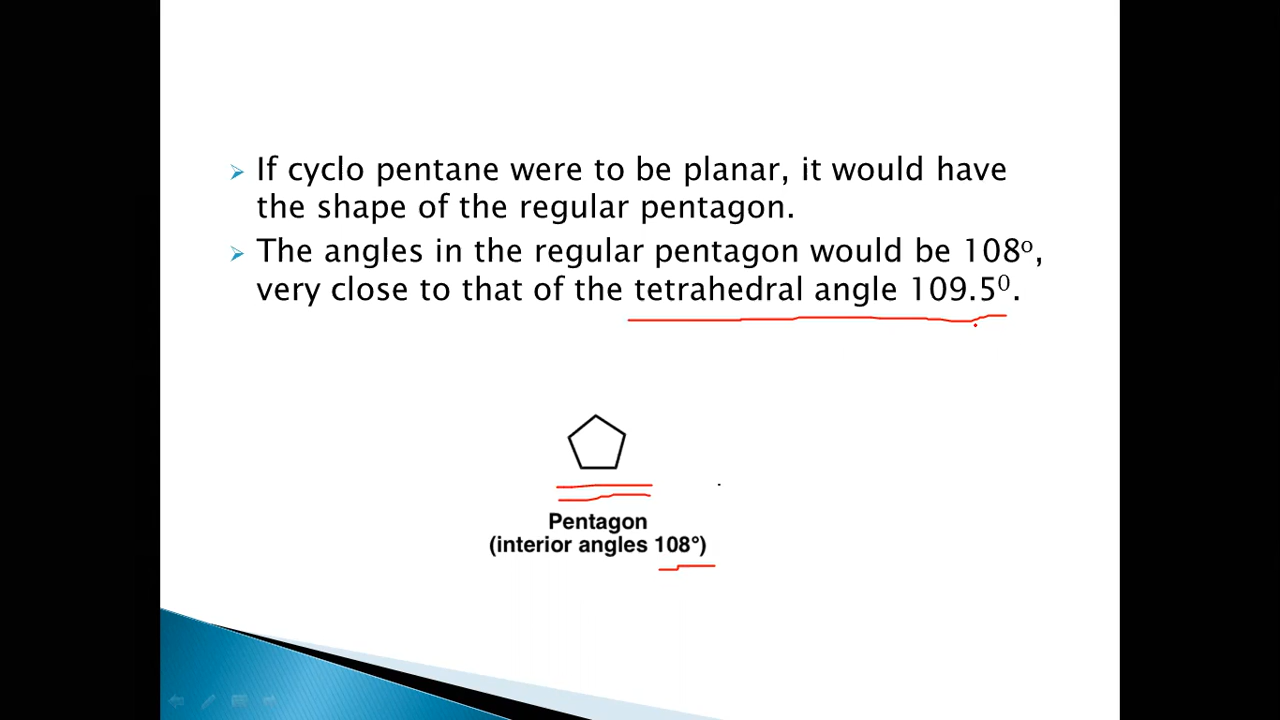 If cyclo pentane were to be planar, it would have
the shape of the regular pentagon.
The angles in the regular pentagon would be 108º,
very close to that of the tetrahedral angle 109.5⁰.
Pentagon
(interior angles 108°)